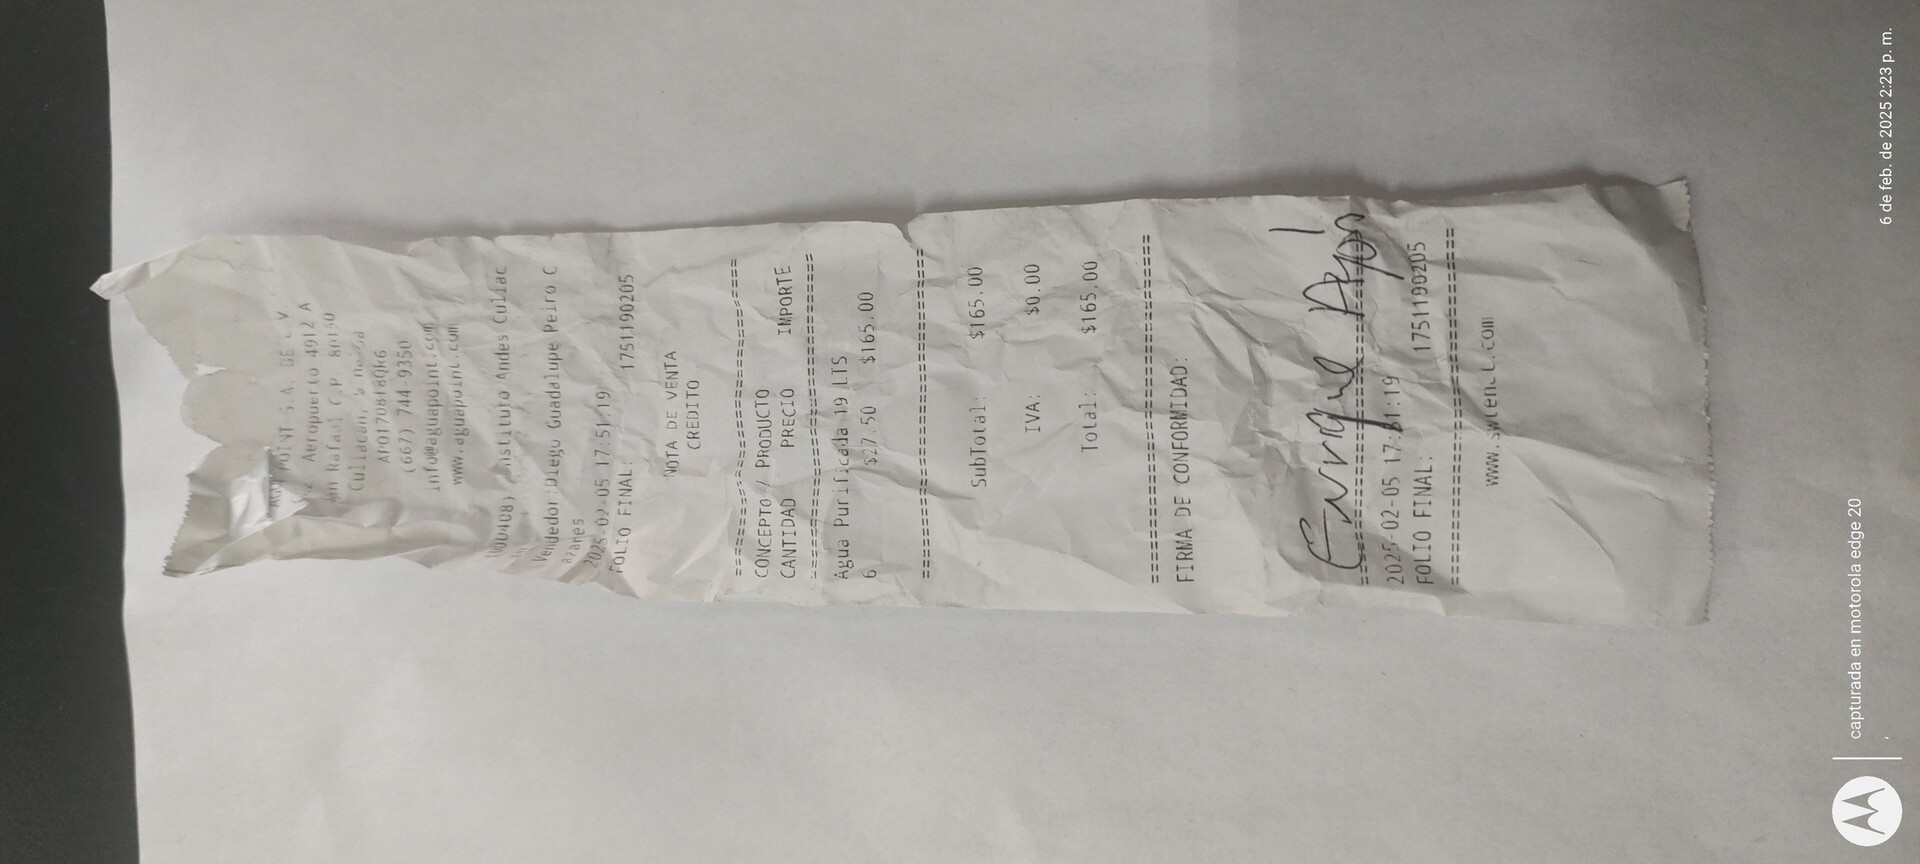 POINT S.A. DE C.V.
Aeropuerto 4912 A
Rafael C.P. 80150
Culiacan,
(667) 744-9350
info@aguapoint.com
www.aguapoint.com
Instituto Andes Culiac
Vendedor:Diego Guadalupe Peiro C
azares
2025-02-05 17:51:19
FOLIO FINAL: 1751190205
NOTA DE VENTA
CREDITO
================================
CONCEPTO / PRODUCTO
CANTIDAD PRECIO IMPORTE
================================
Agua Purificada 19 LTS
6 $27.50 $165.00
================================
SubTotal: $165.00
IVA: $0.00
Total: $165.00
================================
FIRMA DE CONFORMIDAD:
Enrique
================================
2025-02-05 17:51:19
FOLIO FINAL: 1751190205
================================
capturada en motorola edge 20
6 de feb. de 2025 2:23 p. m.